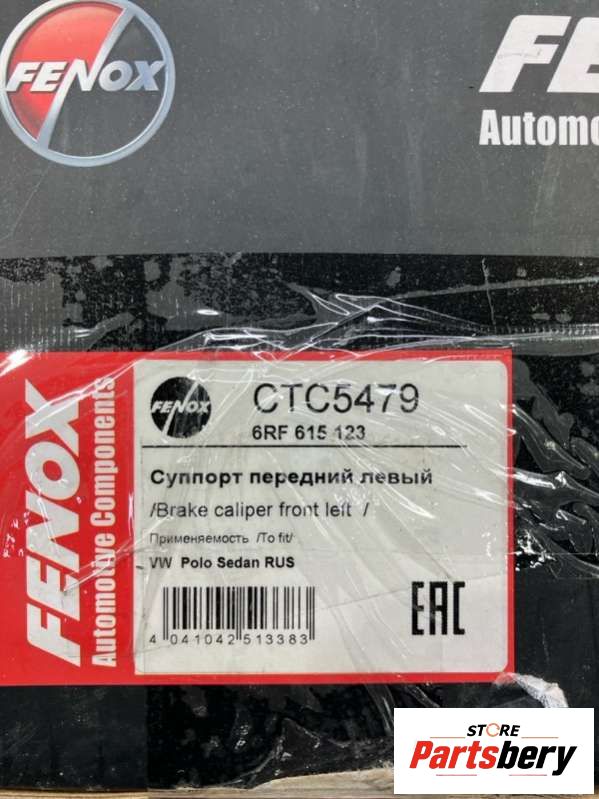 FENOX
FE
Automo
FENOX
Automotive Components
FENOX
CTC5479
6RF 615 123
Суппорт передний левый
/Brake caliper front left /
Применяемость /To fit/
VW Polo Sedan RUS
4 041042 513383
EAC
STORE
Partsbery